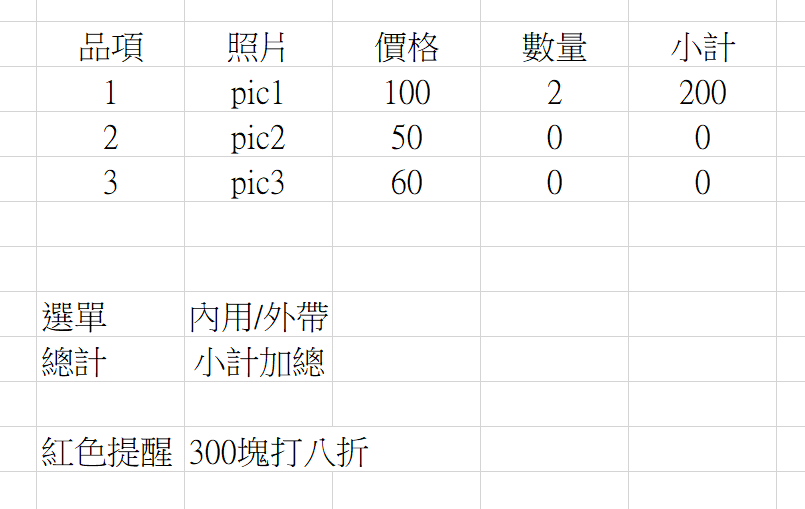 品項 照片 價格 數量 小計
1 pic1 100 2 200
2 pic2 50 0 0
3 pic3 60 0 0
選單 內用/外帶
總計 小計加總
紅色提醒 300塊打八折